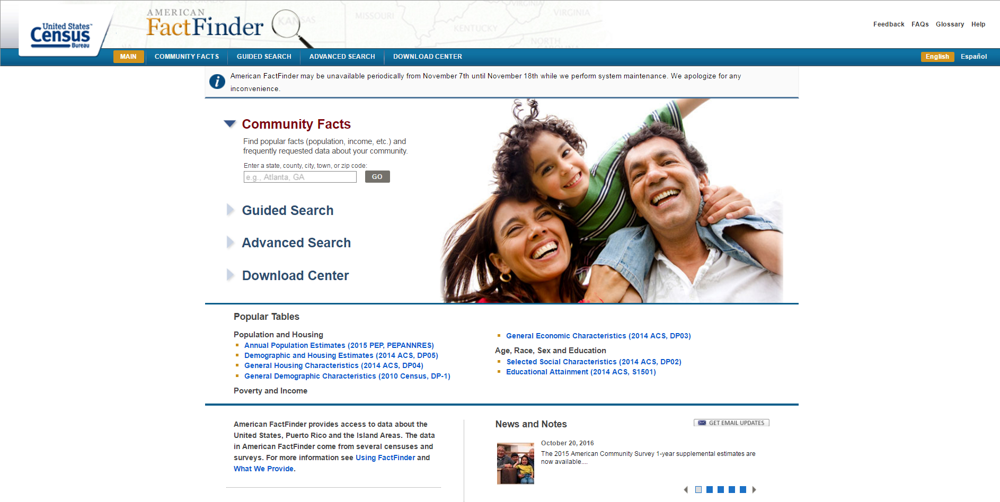 United States™
Census
Bureau
AMERICAN
FactFinder
KANSAS
MISSOURI
KENTUCKY
VIRGINIA
VIRGINIA
NORTH
CAROLINA
COLORADO
Feedback FAQs Glossary Help
MAIN COMMUNITY FACTS GUIDED SEARCH ADVANCED SEARCH DOWNLOAD CENTER English Español
American FactFinder may be unavailable periodically from November 7th until November 18th while we perform system maintenance. We apologize for any
inconvenience.
Community Facts
Find popular facts (population, income, etc.) and
frequently requested data about your community.
Enter a state, county, city, town, or zip code:
e.g., Atlanta, GA GO
Guided Search
Advanced Search
Download Center
Popular Tables
Population and Housing
Annual Population Estimates (2015 PEP, PEPANNRES)
Demographic and Housing Estimates (2014 ACS, DP05)
General Housing Characteristics (2014 ACS, DP04)
General Demographic Characteristics (2010 Census, DP-1)
Poverty and Income
General Economic Characteristics (2014 ACS, DP03)
Age, Race, Sex and Education
Selected Social Characteristics (2014 ACS, DP02)
Educational Attainment (2014 ACS, S1501)
American FactFinder provides access to data about the
United States, Puerto Rico and the Island Areas. The data
in American FactFinder come from several censuses and
surveys. For more information see Using FactFinder and
What We Provide.
News and Notes
GET EMAIL UPDATES
October 20, 2016
The 2015 American Community Survey 1-year supplemental estimates are
now available....